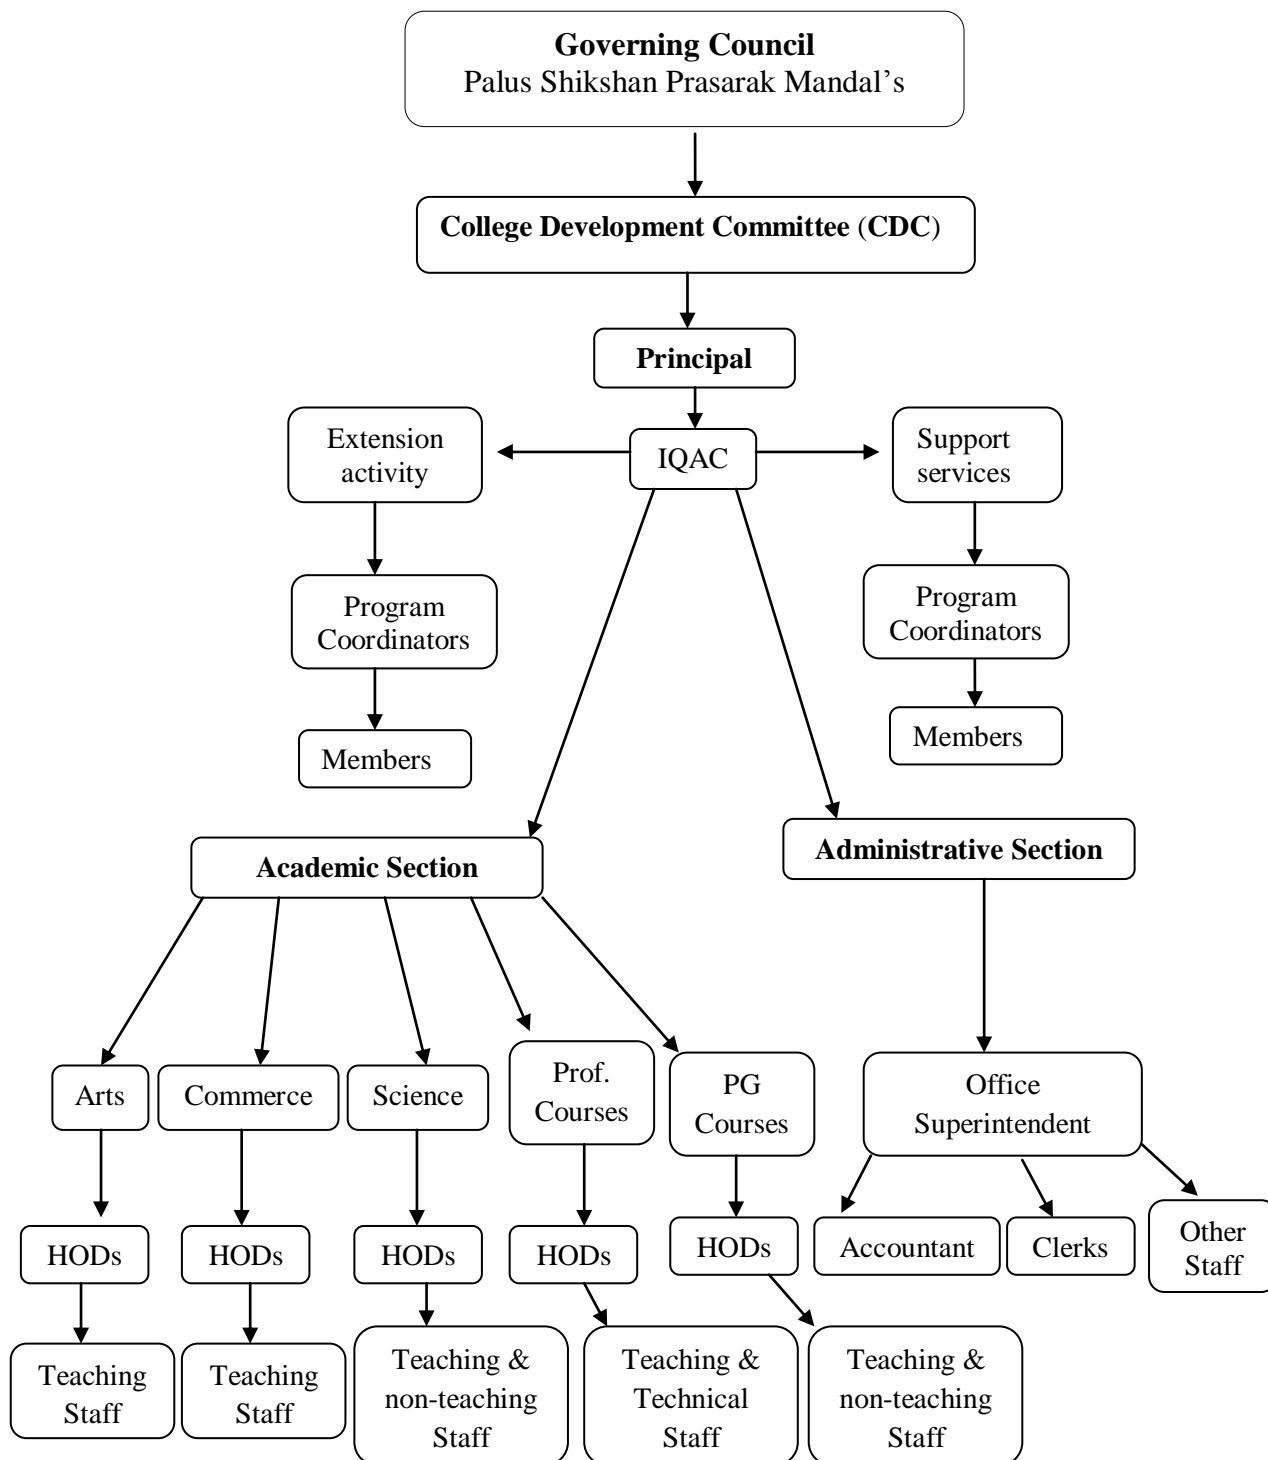 Governing Council
Palus Shikshan Prasarak Mandal’s
College Development Committee (CDC)
Principal
Extension
activity
IQAC
Support
services
Program
Coordinators
Program
Coordinators
Members
Members
Academic Section
Administrative Section
Arts
Commerce
Science
Prof.
Courses
PG
Courses
Office
Superintendent
HODs
HODs
HODs
HODs
HODs
Accountant
Clerks
Other
Staff
Teaching
Staff
Teaching
Staff
Teaching &
non-teaching
Staff
Teaching &
Technical
Staff
Teaching &
non-teaching
Staff